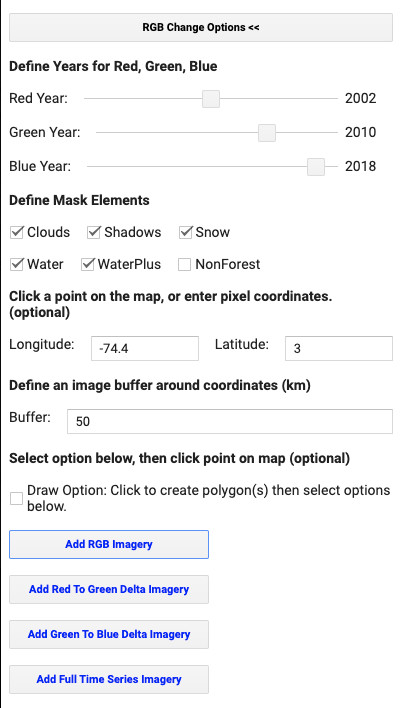 RGB Change Options <<
Define Years for Red, Green, Blue
Red Year: 2002
Green Year: 2010
Blue Year: 2018
Define Mask Elements
Clouds Shadows Snow
Water WaterPlus NonForest
Click a point on the map, or enter pixel coordinates.
(optional)
Longitude: -74.4 Latitude: 3
Define an image buffer around coordinates (km)
Buffer: 50
Select option below, then click point on map (optional)
Draw Option: Click to create polygon(s) then select options
below.
Add RGB Imagery
Add Red To Green Delta Imagery
Add Green To Blue Delta Imagery
Add Full Time Series Imagery